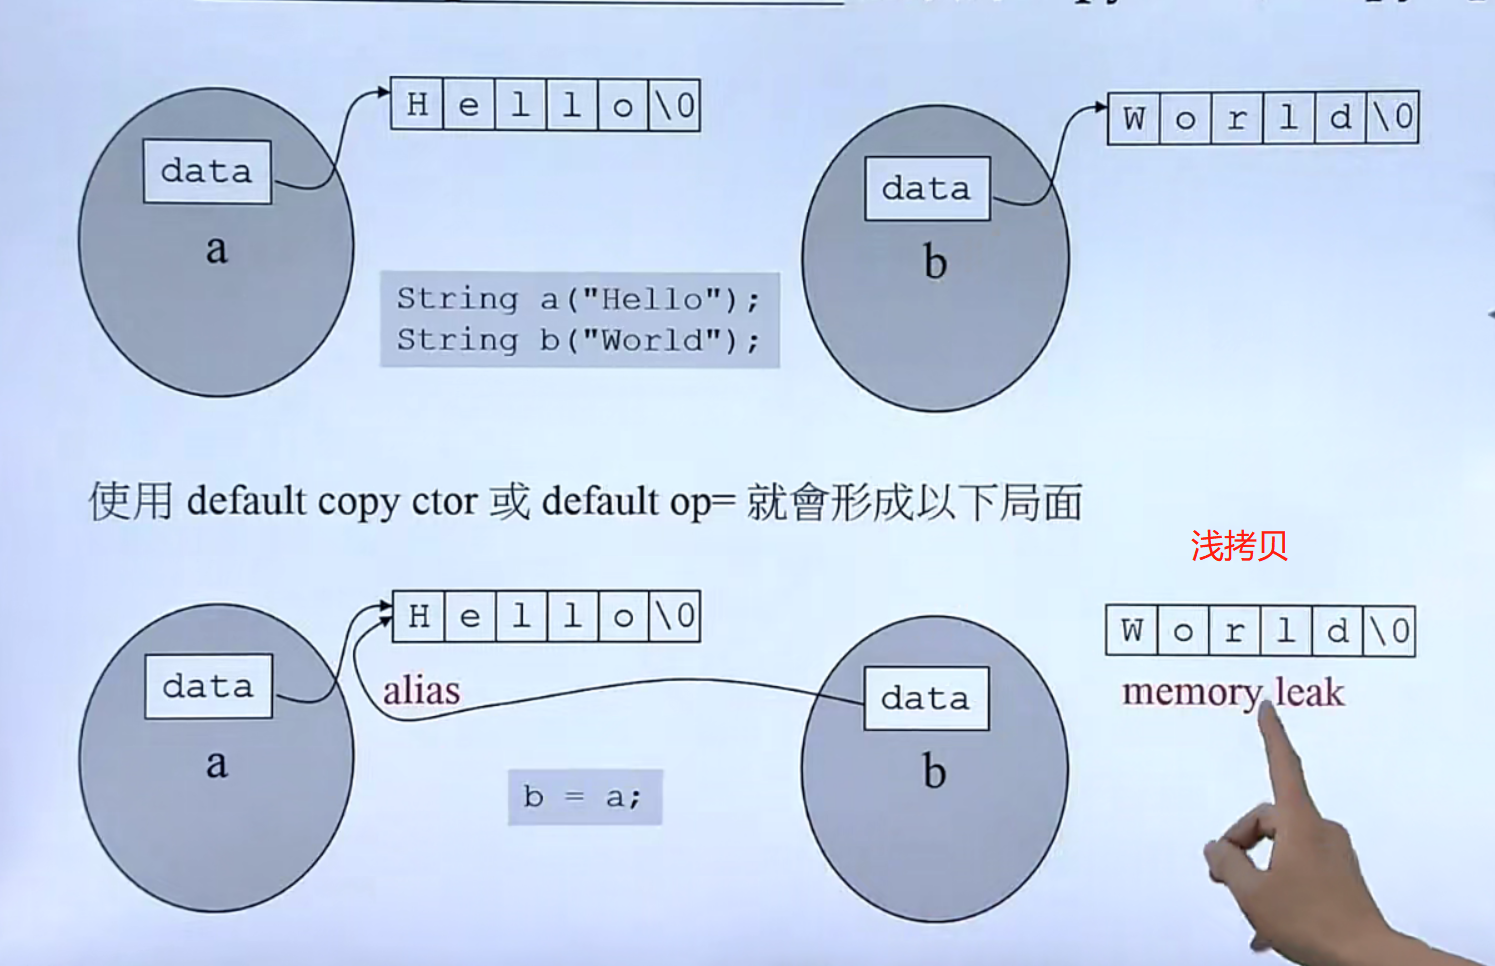 H e l l o \0
W o r l d \0
data
data
a
b
String a("Hello");
String b("World");
使用 default copy ctor 或 default op= 就會形成以下局面
浅拷贝
H e l l o \0
W o r l d \0
data
alias
data
memory leak
a
b
b = a;